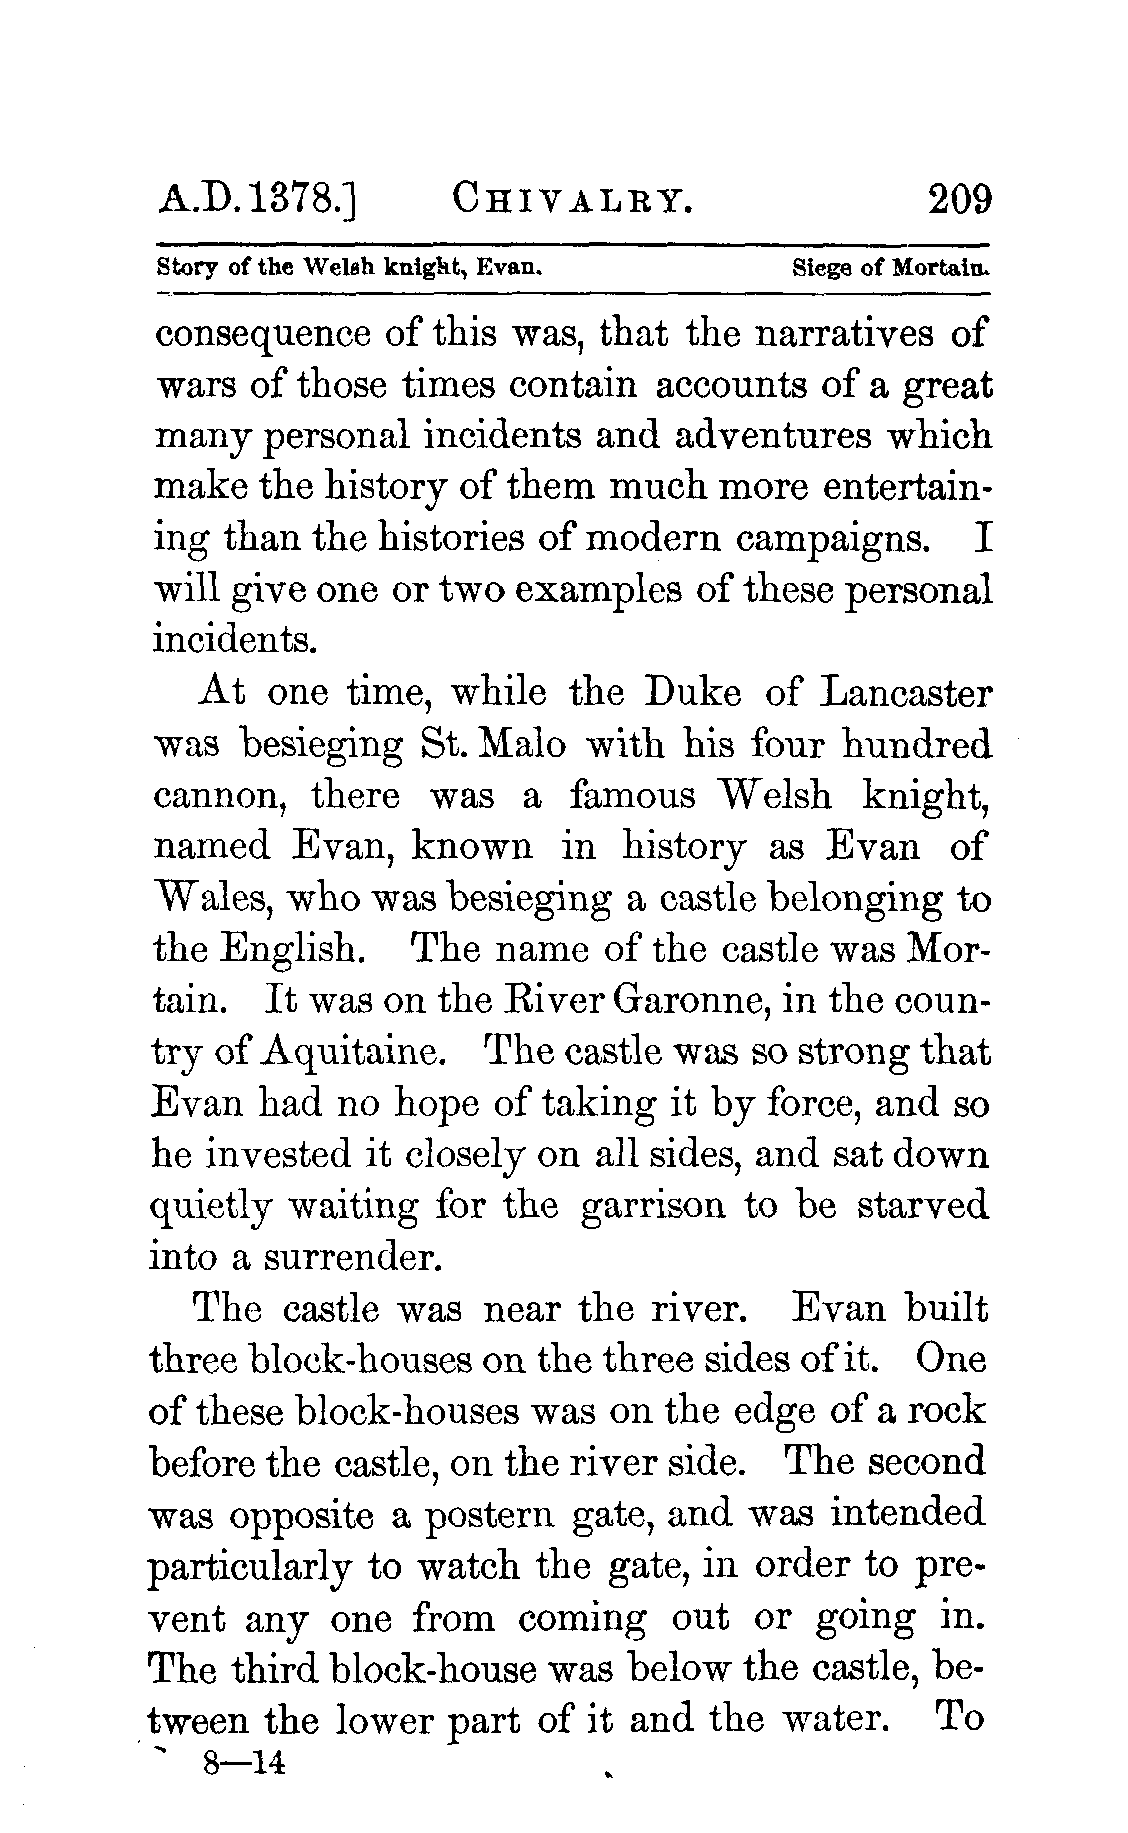 A.D. 1378.] CHIVALRY. 209
Story of the Welsh knight, Evan. Siege of Mortain.
consequence of this was, that the narratives of
wars of those times contain accounts of a great
many personal incidents and adventures which
make the history of them much more entertain-
ing than the histories of modern campaigns. I
will give one or two examples of these personal
incidents.
At one time, while the Duke of Lancaster
was besieging St. Malo with his four hundred
cannon, there was a famous Welsh knight,
named Evan, known in history as Evan of
Wales, who was besieging a castle belonging to
the English. The name of the castle was Mor-
tain. It was on the River Garonne, in the coun-
try of Aquitaine. The castle was so strong that
Evan had no hope of taking it by force, and so
he invested it closely on all sides, and sat down
quietly waiting for the garrison to be starved
into a surrender.
The castle was near the river. Evan built
three block-houses on the three sides of it. One
of these block-houses was on the edge of a rock
before the castle, on the river side. The second
was opposite a postern gate, and was intended
particularly to watch the gate, in order to pre-
vent any one from coming out or going in.
The third block-house was below the castle, be-
tween the lower part of it and the water. To
8—14